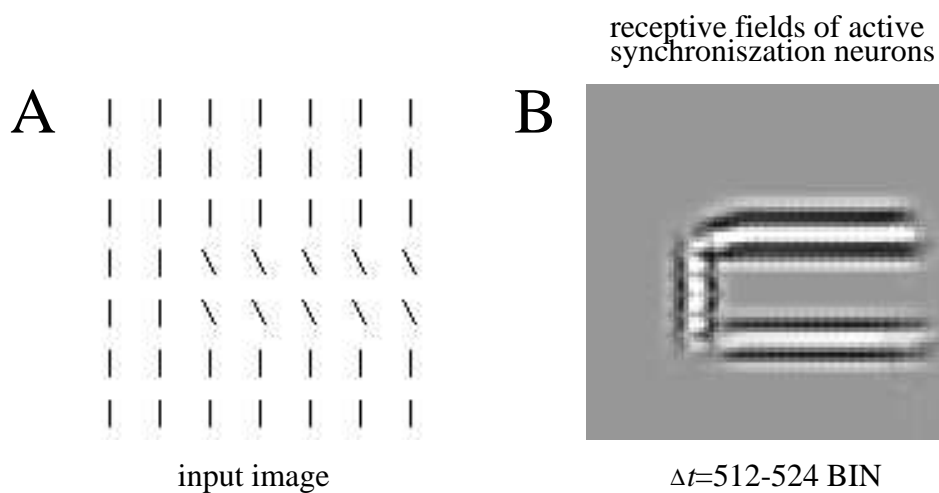 receptive fields of active
synchroniszation neurons
A
B
input image
Δt=512-524 BIN